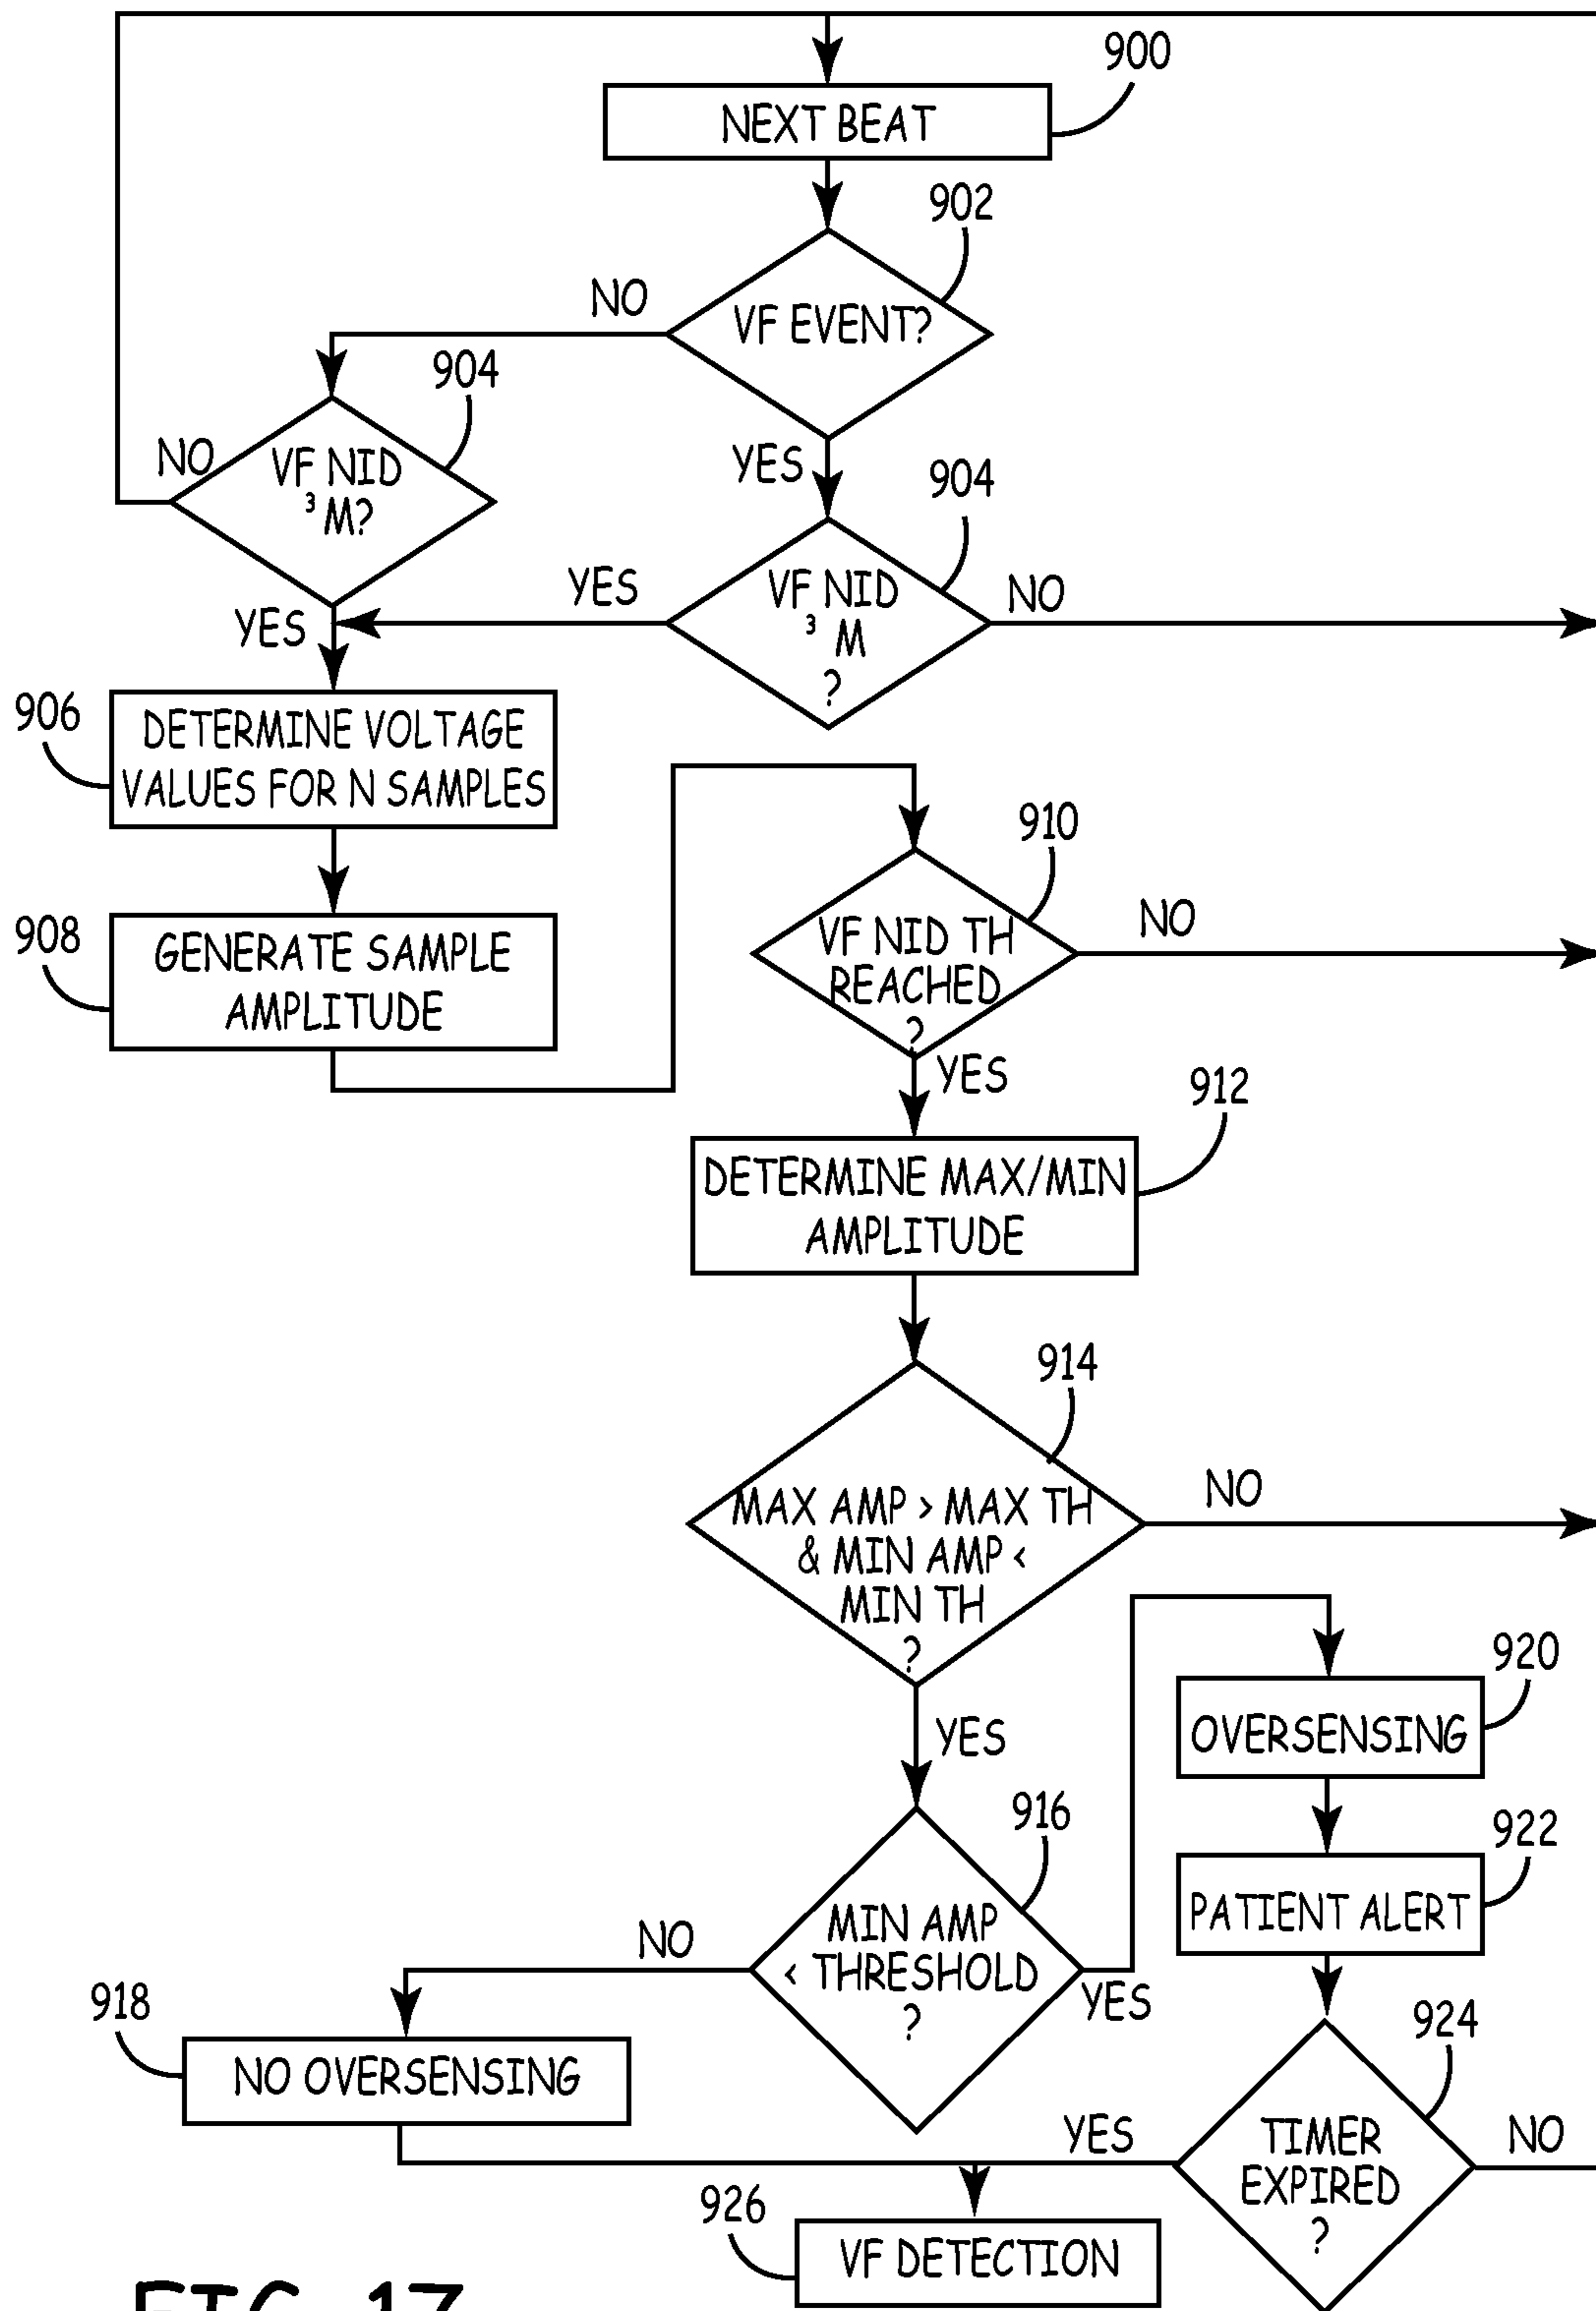 900
NEXT BEAT
902
NO
VF EVENT?
904
NO
VF NID
³ M?
YES
904
YES
VF NID
³ M
?
NO
YES
906
DETERMINE VOLTAGE
VALUES FOR N SAMPLES
910
908
GENERATE SAMPLE
AMPLITUDE
VF NID TH
REACHED
?
NO
YES
912
DETERMINE MAX/MIN
AMPLITUDE
914
MAX AMP > MAX TH
& MIN AMP <
MIN TH
?
NO
YES
920
OVERSENSING
916
922
PATIENT ALERT
MIN AMP
< THRESHOLD
?
NO
YES
918
NO OVERSENSING
924
TIMER
EXPIRED
?
YES
NO
926
VF DETECTION
FIG. 17